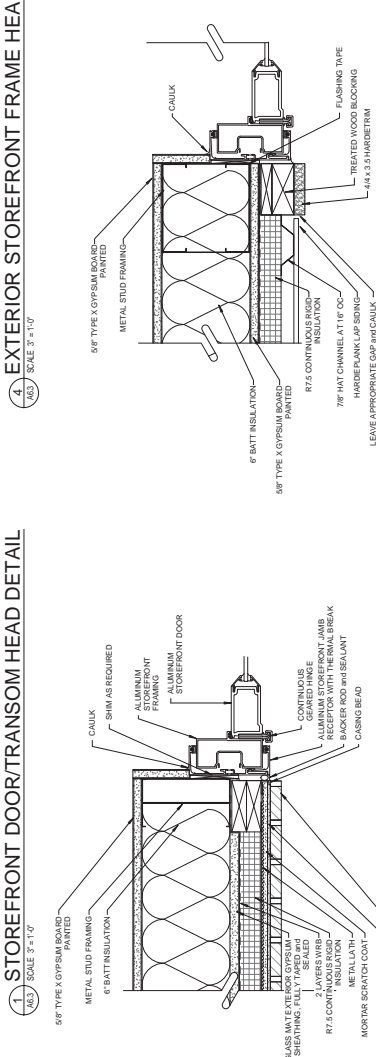 1
A6.3
STOREFRONT DOOR/TRANSOM HEAD DETAIL
SCALE 3" = 1'-0"
5/8" TYPE X GYPSUM BOARD
PAINTED
METAL STUD FRAMING
6" BATT INSULATION
CAULK
SHIM AS REQUIRED
ALUMINUM
STOREFRONT
FRAMING
ALUMINUM
STOREFRONT DOOR
GLASS MAT EXTERIOR GYPSUM
SHEATHING, FULLY TAPED and
SEALED
2 LAYERS WRB
R7.5 CONTINUOUS RIGID
INSULATION
METAL LATH
MORTAR SCRATCH COAT
CONTINUOUS
GEARED HINGE
ALUMINUM STOREFRONT JAMB
RECEPTOR WITH THERMAL BREAK
BACKER ROD and SEALANT
CASING BEAD
4
A6.3
EXTERIOR STOREFRONT FRAME HEA
SCALE 3" = 1'-0"
5/8" TYPE X GYPSUM BOARD
PAINTED
METAL STUD FRAMING
CAULK
6" BATT INSULATION
5/8" TYPE X GYPSUM BOARD
PAINTED
R7.5 CONTINUOUS RIGID
INSULATION
7/8" HAT CHANNEL AT 16" OC
HARDIEPLANK LAP SIDING
LEAVE APPROPRIATE GAP and CAULK
FLASHING TAPE
TREATED WOOD BLOCKING
4/4 x 3.5 HARDIETRIM